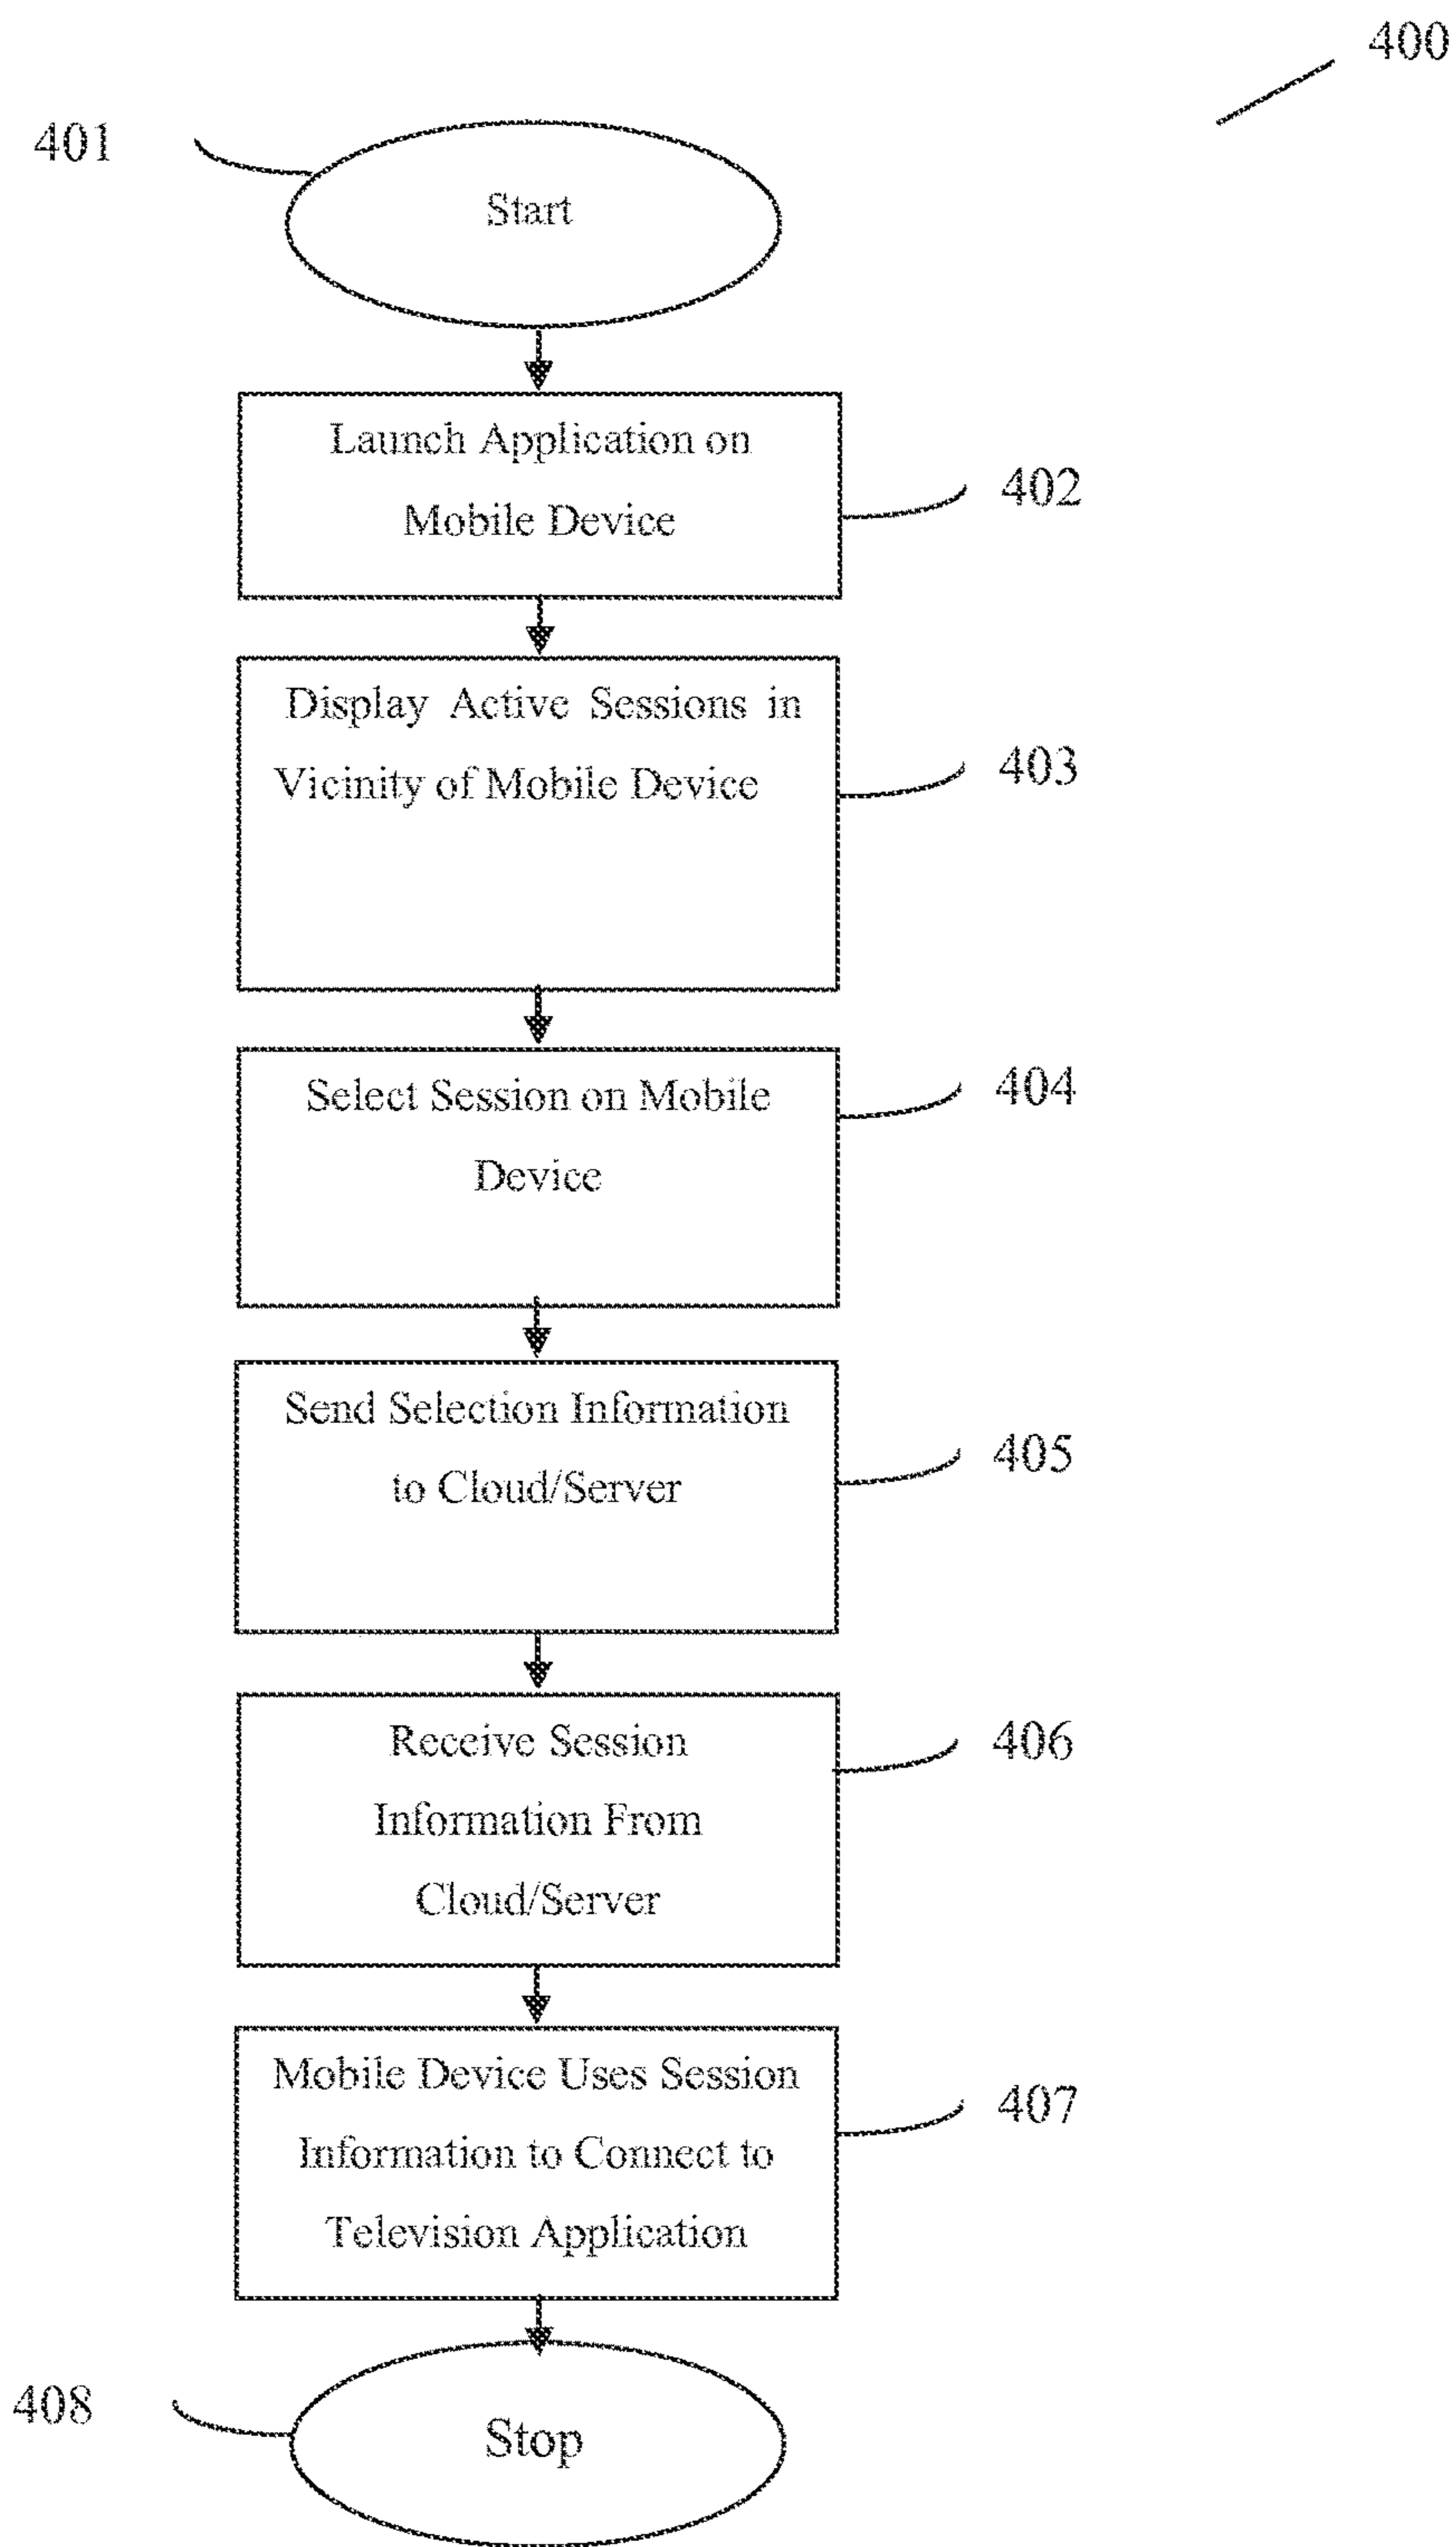 400
401
Start
Launch Application on
Mobile Device
402
Display Active Sessions in
Vicinity of Mobile Device
403
Select Session on Mobile
Device
404
Send Selection Information
to Cloud/Server
405
Receive Session
Information From
Cloud/Server
406
Mobile Device Uses Session
Information to Connect to
Television Application
407
408
Stop